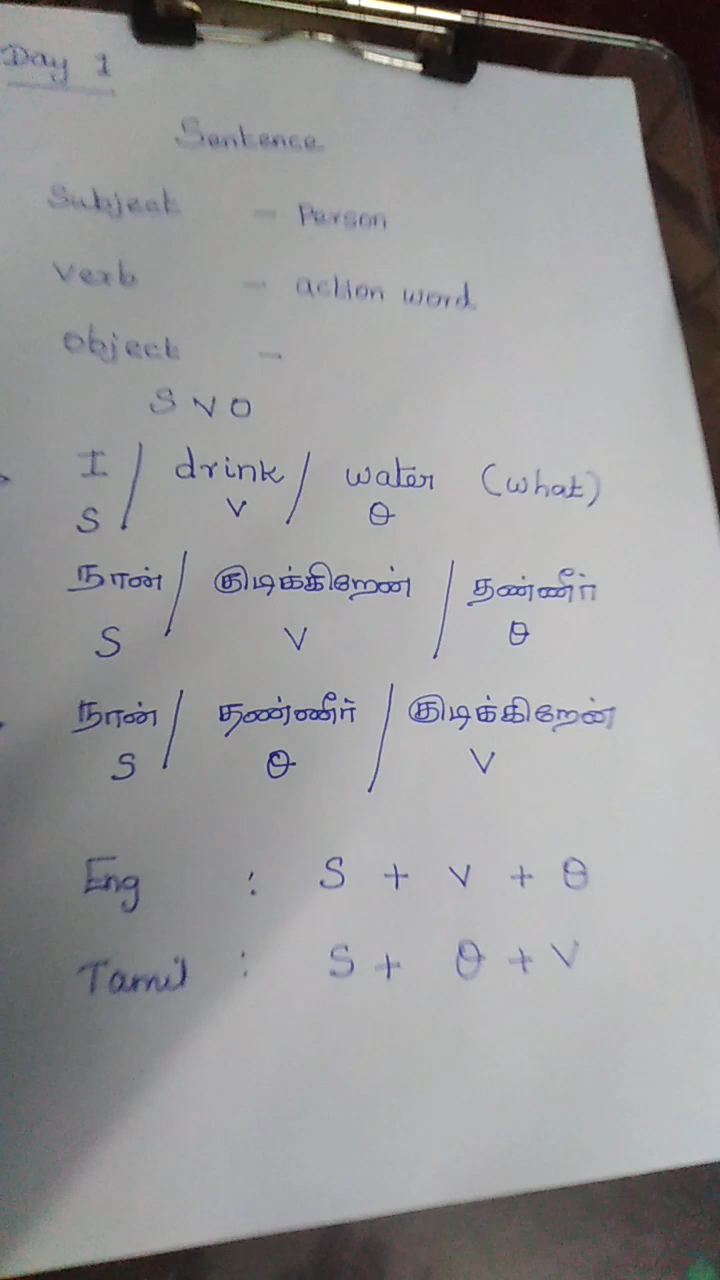 Day 1
Sentence
Subject - Person
Verb - action word
Object -
S V O
I / drink / water (what)
S V O
நான் / குடிக்கிறேன் / தண்ணீர்
S V O
நான் / தண்ணீர் / குடிக்கிறேன்
S O V
Eng : S + V + O
Tamil : S + O + V